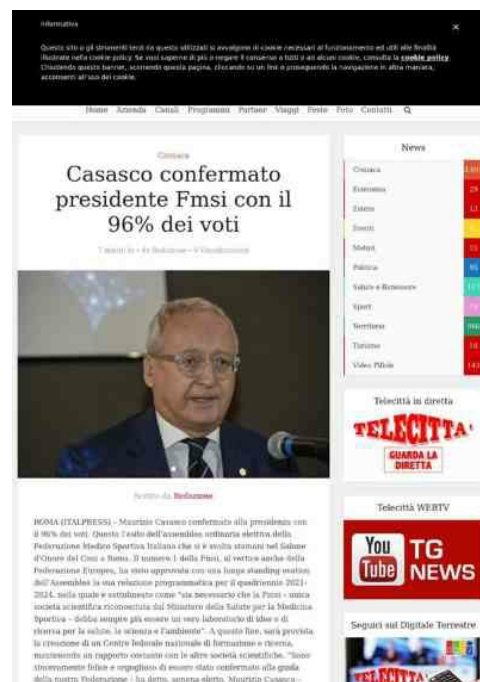 Informativa
×
Questo sito o gli strumenti terzi da questo utilizzati si avvalgono di cookie necessari al funzionamento ed utili alle finalità
illustrate nella cookie policy. Se vuoi saperne di più o negare il consenso a tutti o ad alcuni cookie, consulta la cookie policy.
Chiudendo questo banner, scorrendo questa pagina, cliccando su un link o proseguendo la navigazione in altra maniera,
acconsenti all'uso dei cookie.
Home Azienda Canali Programmi Partner Viaggi Feste Foto Contatti
Cronaca
Casasco confermato
presidente Fmsi con il
96% dei voti
da Redazione
Scritto da Redazione
ROMA (ITALPRESS) – Maurizio Casasco confermato alla presidenza con
il 96% dei voti. Questo l'esito dell'assemblea ordinaria elettiva della
Federazione Medico Sportiva Italiana che si è svolta stamani nel Salone
d'Onore del Coni a Roma. Il numero 1 della Fmsi, al vertice anche della
Federazione Europea, ha visto approvata con una lunga standing ovation
dell'Assemblea la sua relazione programmatica per il quadriennio 2021-
2024, nella quale è sottolineato come "sia necessario che la Fmsi – unica
società scientifica riconosciuta dal Ministero della Salute per la Medicina
Sportiva – debba sempre più essere un vero laboratorio di idee e di
ricerca per la salute, la scienza e l'ambiente". A questo fine, sarà prevista
la creazione di un Centro federale nazionale di formazione e ricerca,
mantenendo un rapporto costante con le altre società scientifiche. "Sono
sinceramente felice e orgoglioso di essere stato confermato alla guida
della nostra Federazione – ha detto, appena eletto, Maurizio Casasco –
News
Cronaca
Economia 29
Estero 13
Eventi
Motori
Politica 95
Salute e Benessere
Sport
Territorio
Turismo
Video Pillole
Telecittà in diretta
TELECITTA'
GUARDA LA
DIRETTA
Telecittà WEBTV
You Tube TG
NEWS
Seguici sul Digitale Terrestre
TELECITTA'